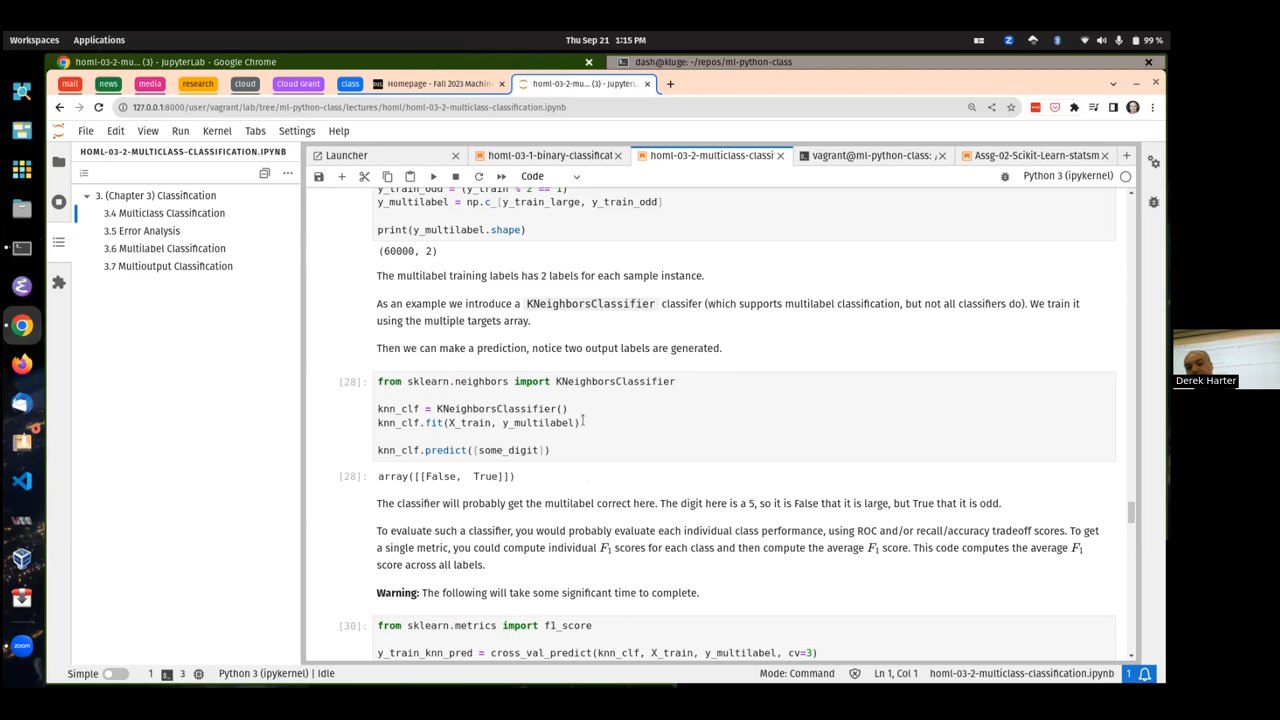 Workspaces Applications Thu Sep 21 1:15 PM 99 %
homl-03-2-mu... (3) - JupyterLab - Google Chrome dash@kluge: ~/repos/ml-python-class
mail news media research cloud Cloud Grant class Homepage - Fall 2023 Machin homl-03-2-mu... (3) - JupyterL
127.0.0.1:8000/user/vagrant/lab/tree/ml-python-class/lectures/homl/homl-03-2-multiclass-classification.ipynb
File Edit View Run Kernel Tabs Settings Help
HOML-03-2-MULTICLASS-CLASSIFICATION.IPYNB
Launcher homl-03-1-binary-classificat homl-03-2-multiclass-classi vagrant@ml-python-class: / Assg-02-Scikit-Learn-statsm
Code Python 3 (ipykernel)
3. (Chapter 3) Classification
3.4 Multiclass Classification
3.5 Error Analysis
3.6 Multilabel Classification
3.7 Multioutput Classification
y_train_odd = (y_train % 2 == 1)
y_multilabel = np.c_[y_train_large, y_train_odd]
print(y_multilabel.shape)
(60000, 2)
The multilabel training labels has 2 labels for each sample instance.
As an example we introduce a KNeighborsClassifier classifer (which supports multilabel classification, but not all classifiers do). We train it
using the multiple targets array.
Then we can make a prediction, notice two output labels are generated.
[28]: from sklearn.neighbors import KNeighborsClassifier
knn_clf = KNeighborsClassifier()
knn_clf.fit(X_train, y_multilabel)
knn_clf.predict([some_digit])
[28]: array([[False, True]])
The classifier will probably get the multilabel correct here. The digit here is a 5, so it is False that it is large, but True that it is odd.
To evaluate such a classifier, you would probably evaluate each individual class performance, using ROC and/or recall/accuracy tradeoff scores. To get
a single metric, you could compute individual F1 scores for each class and then compute the average F1 score. This code computes the average F1
score across all labels.
Warning: The following will take some significant time to complete.
[30]: from sklearn.metrics import f1_score
y_train_knn_pred = cross_val_predict(knn_clf, X_train, y_multilabel, cv=3)
Simple 1 3 Python 3 (ipykernel) | Idle Mode: Command Ln 1, Col 1 homl-03-2-multiclass-classification.ipynb 1
Derek Harter